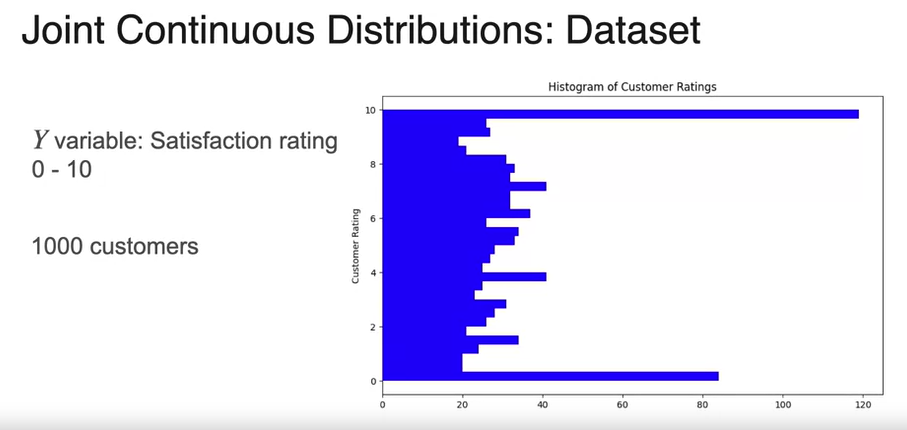 Joint Continuous Distributions: Dataset
Histogram of Customer Ratings
Y variable: Satisfaction rating
0 - 10
1000 customers
Customer Rating
10
8
6
4
2
0
0 20 40 60 80 100 120